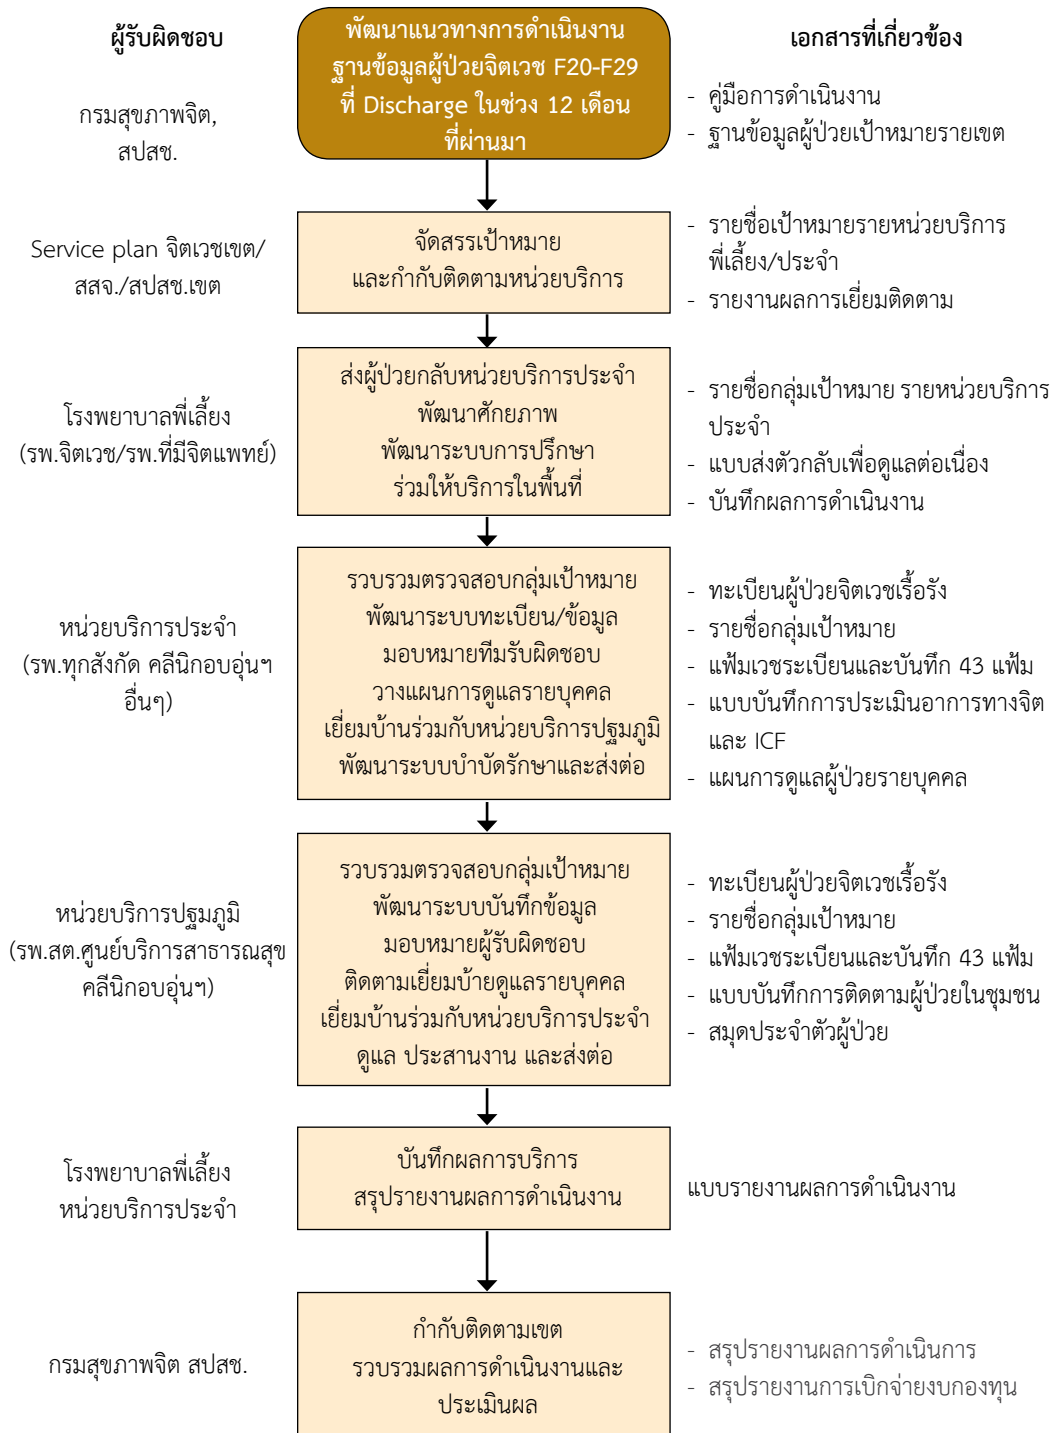 ผู้รับผิดชอบ
พัฒนาแนวทางการดำเนินงาน
ฐานข้อมูลผู้ป่วยจิตเวช F20-F29
ที่ Discharge ในช่วง 12 เดือน
ที่ผ่านมา
เอกสารที่เกี่ยวข้อง
กรมสุขภาพจิต,
สปสช.
- คู่มือการดำเนินงาน
- ฐานข้อมูลผู้ป่วยเป้าหมายรายเขต
Service plan จิตเวชเขต/
สสจ./สปสช.เขต
จัดสรรเป้าหมาย
และกำกับติดตามหน่วยบริการ
- รายชื่อเป้าหมายรายหน่วยบริการ
พี่เลี้ยง/ประจำ
- รายงานผลการเยี่ยมติดตาม
โรงพยาบาลพี่เลี้ยง
(รพ.จิตเวช/รพ.ที่มีจิตแพทย์)
ส่งผู้ป่วยกลับหน่วยบริการประจำ
พัฒนาศักยภาพ
พัฒนาระบบการปรึกษา
ร่วมให้บริการในพื้นที่
- รายชื่อกลุ่มเป้าหมาย รายหน่วยบริการ
ประจำ
- แบบส่งตัวกลับเพื่อดูแลต่อเนื่อง
- บันทึกผลการดำเนินงาน
หน่วยบริการประจำ
(รพ.ทุกสังกัด คลีนิกอบอุ่นฯ
อื่นๆ)
รวบรวมตรวจสอบกลุ่มเป้าหมาย
พัฒนาระบบทะเบียน/ข้อมูล
มอบหมายทีมรับผิดชอบ
วางแผนการดูแลรายบุคคล
เยี่ยมบ้านร่วมกับหน่วยบริการปฐมภูมิ
พัฒนาระบบบำบัดรักษาและส่งต่อ
- ทะเบียนผู้ป่วยจิตเวชเรื้อรัง
- รายชื่อกลุ่มเป้าหมาย
- แฟ้มเวชระเบียนและบันทึก 43 แฟ้ม
- แบบบันทึกการประเมินอาการทางจิต
และ ICF
- แผนการดูแลผู้ป่วยรายบุคคล
หน่วยบริการปฐมภูมิ
(รพ.สต.ศูนย์บริการสาธารณสุข
คลีนิกอบอุ่นฯ)
รวบรวมตรวจสอบกลุ่มเป้าหมาย
พัฒนาระบบบันทึกข้อมูล
มอบหมายผู้รับผิดชอบ
ติดตามเยี่ยมบ้ายดูแลรายบุคคล
เยี่ยมบ้านร่วมกับหน่วยบริการประจำ
ดูแล ประสานงาน และส่งต่อ
- ทะเบียนผู้ป่วยจิตเวชเรื้อรัง
- รายชื่อกลุ่มเป้าหมาย
- แฟ้มเวชระเบียนและบันทึก 43 แฟ้ม
- แบบบันทึกการติดตามผู้ป่วยในชุมชน
- สมุดประจำตัวผู้ป่วย
โรงพยาบาลพี่เลี้ยง
หน่วยบริการประจำ
บันทึกผลการบริการ
สรุปรายงานผลการดำเนินงาน
แบบรายงานผลการดำเนินงาน
กรมสุขภาพจิต สปสช.
กำกับติดตามเขต
รวบรวมผลการดำเนินงานและ
ประเมินผล
- สรุปรายงานผลการดำเนินการ
- สรุปรายงานการเบิกจ่ายงบกองทุน